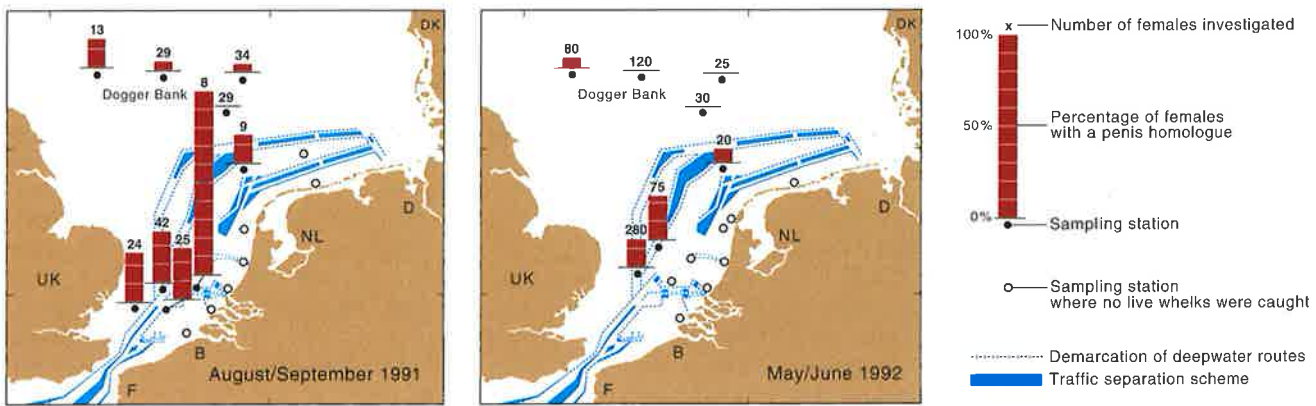 DK
13
29
34
8
Dogger Bank
29
9
D
24
42
25
NL
UK
B
August/September 1991
F
DK
80
120
25
Dogger Bank
30
20
75
D
280
NL
UK
B
May/June 1992
F
x
Number of females investigated
100%
50%
Percentage of females
with a penis homologue
0%
Sampling station
Sampling station
where no live whelks were caught
Demarcation of deepwater routes
Traffic separation scheme